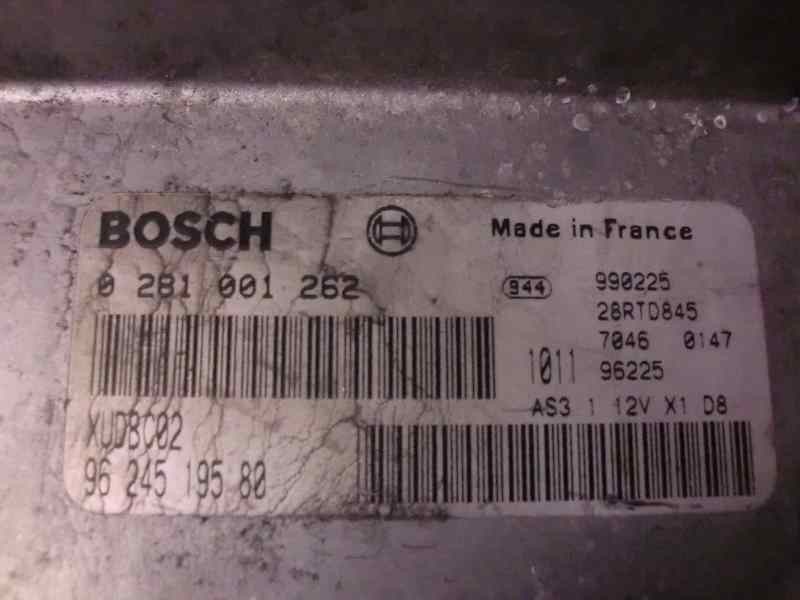 BOSCH
Made in France
0 281 001 262
944
990225
28RTD845
7046 0147
1011 96225
AS3 1 12V X1 D8
XUDBC02
96 245 195 80